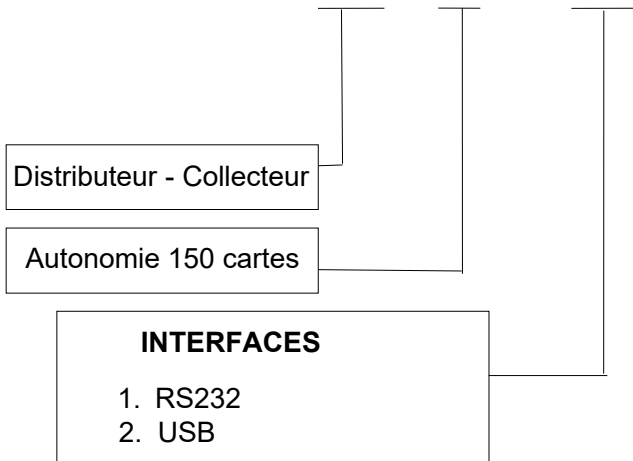 Distributeur - Collecteur
Autonomie 150 cartes
INTERFACES
1. RS232
2. USB